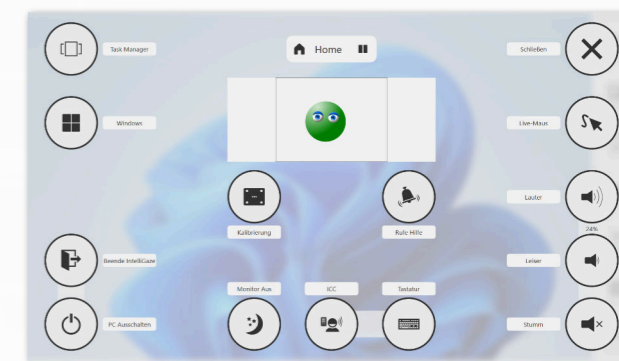 Task Manager
Home
Schließen
Windows
Live-Maus
Kalibrierung
Rufe Hilfe
Lauter
24%
Beende IntelliGaze
Leiser
Monitor Aus
ICC
Tastatur
PC Ausschalten
Stumm